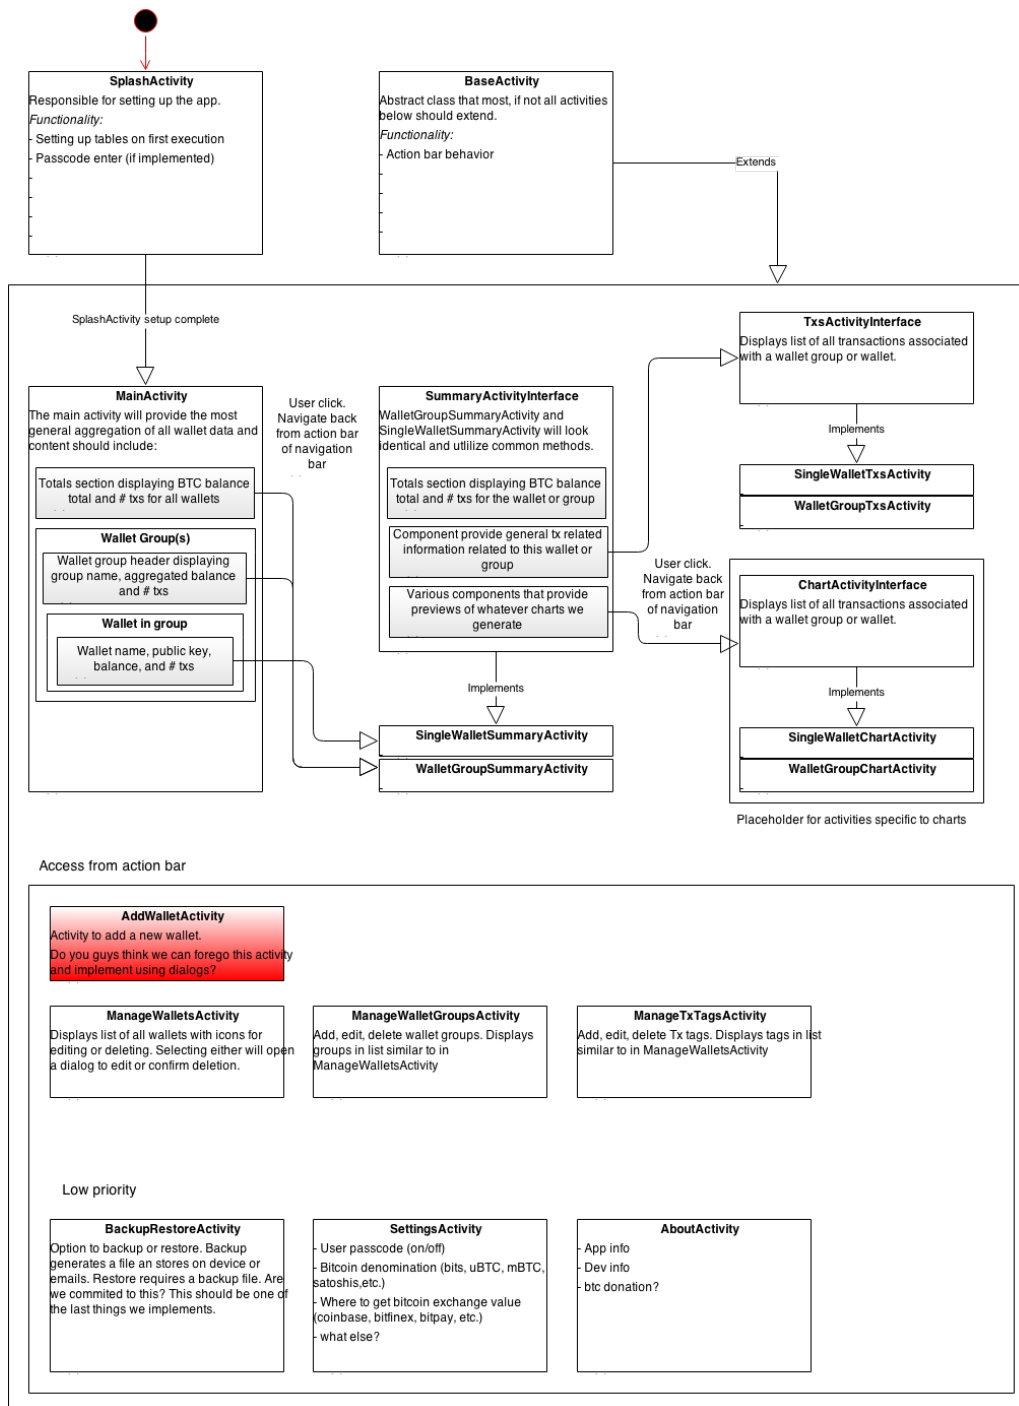 SplashActivity
Responsible for setting up the app.
Functionality:
- Setting up tables on first execution
- Passcode enter (if implemented)
-
-
-
-
BaseActivity
Abstract class that most, if not all activities
below should extend.
Functionality:
- Action bar behavior
-
-
-
-
Extends
SplashActivity setup complete
MainActivity
The main activity will provide the most
general aggregation of all wallet data and
content should include:
Totals section displaying BTC balance
total and # txs for all wallets
Wallet Group(s)
Wallet group header displaying
group name, aggregated balance
and # txs
Wallet in group
Wallet name, public key,
balance, and # txs
User click.
Navigate back
from action bar
of navigation
bar
SummaryActivityInterface
WalletGroupSummaryActivity and
SingleWalletSummaryActivity will look
identical and utlilize common methods.
Totals section displaying BTC balance
total and # txs for the wallet or group
Component provide general tx related
information related to this wallet or
group
Various components that provide
previews of whatever charts we
generate
Implements
SingleWalletSummaryActivity
-
WalletGroupSummaryActivity
-
User click.
Navigate back
from action bar
of navigation
bar
TxsActivityInterface
Displays list of all transactions associated
with a wallet group or wallet.
Implements
SingleWalletTxsActivity
-
WalletGroupTxsActivity
-
ChartActivityInterface
Displays list of all transactions associated
with a wallet group or wallet.
Implements
SingleWalletChartActivity
-
WalletGroupChartActivity
-
Placeholder for activities specific to charts
Access from action bar
AddWalletActivity
Activity to add a new wallet.
Do you guys think we can forego this activity
and implement using dialogs?
ManageWalletsActivity
Displays list of all wallets with icons for
editing or deleting. Selecting either will open
a dialog to edit or confirm deletion.
ManageWalletGroupsActivity
Add, edit, delete wallet groups. Displays
groups in list similar to in
ManageWalletsActivity
ManageTxTagsActivity
Add, edit, delete Tx tags. Displays tags in list
similar to in ManageWalletsActivity
Low priority
BackupRestoreActivity
Option to backup or restore. Backup
generates a file an stores on device or
emails. Restore requires a backup file. Are
we commited to this? This should be one of
the last things we implements.
SettingsActivity
- User passcode (on/off)
- Bitcoin denomination (bits, uBTC, mBTC,
satoshis,etc.)
- Where to get bitcoin exchange value
(coinbase, bitfinex, bitpay, etc.)
- what else?
AboutActivity
- App info
- Dev info
- btc donation?